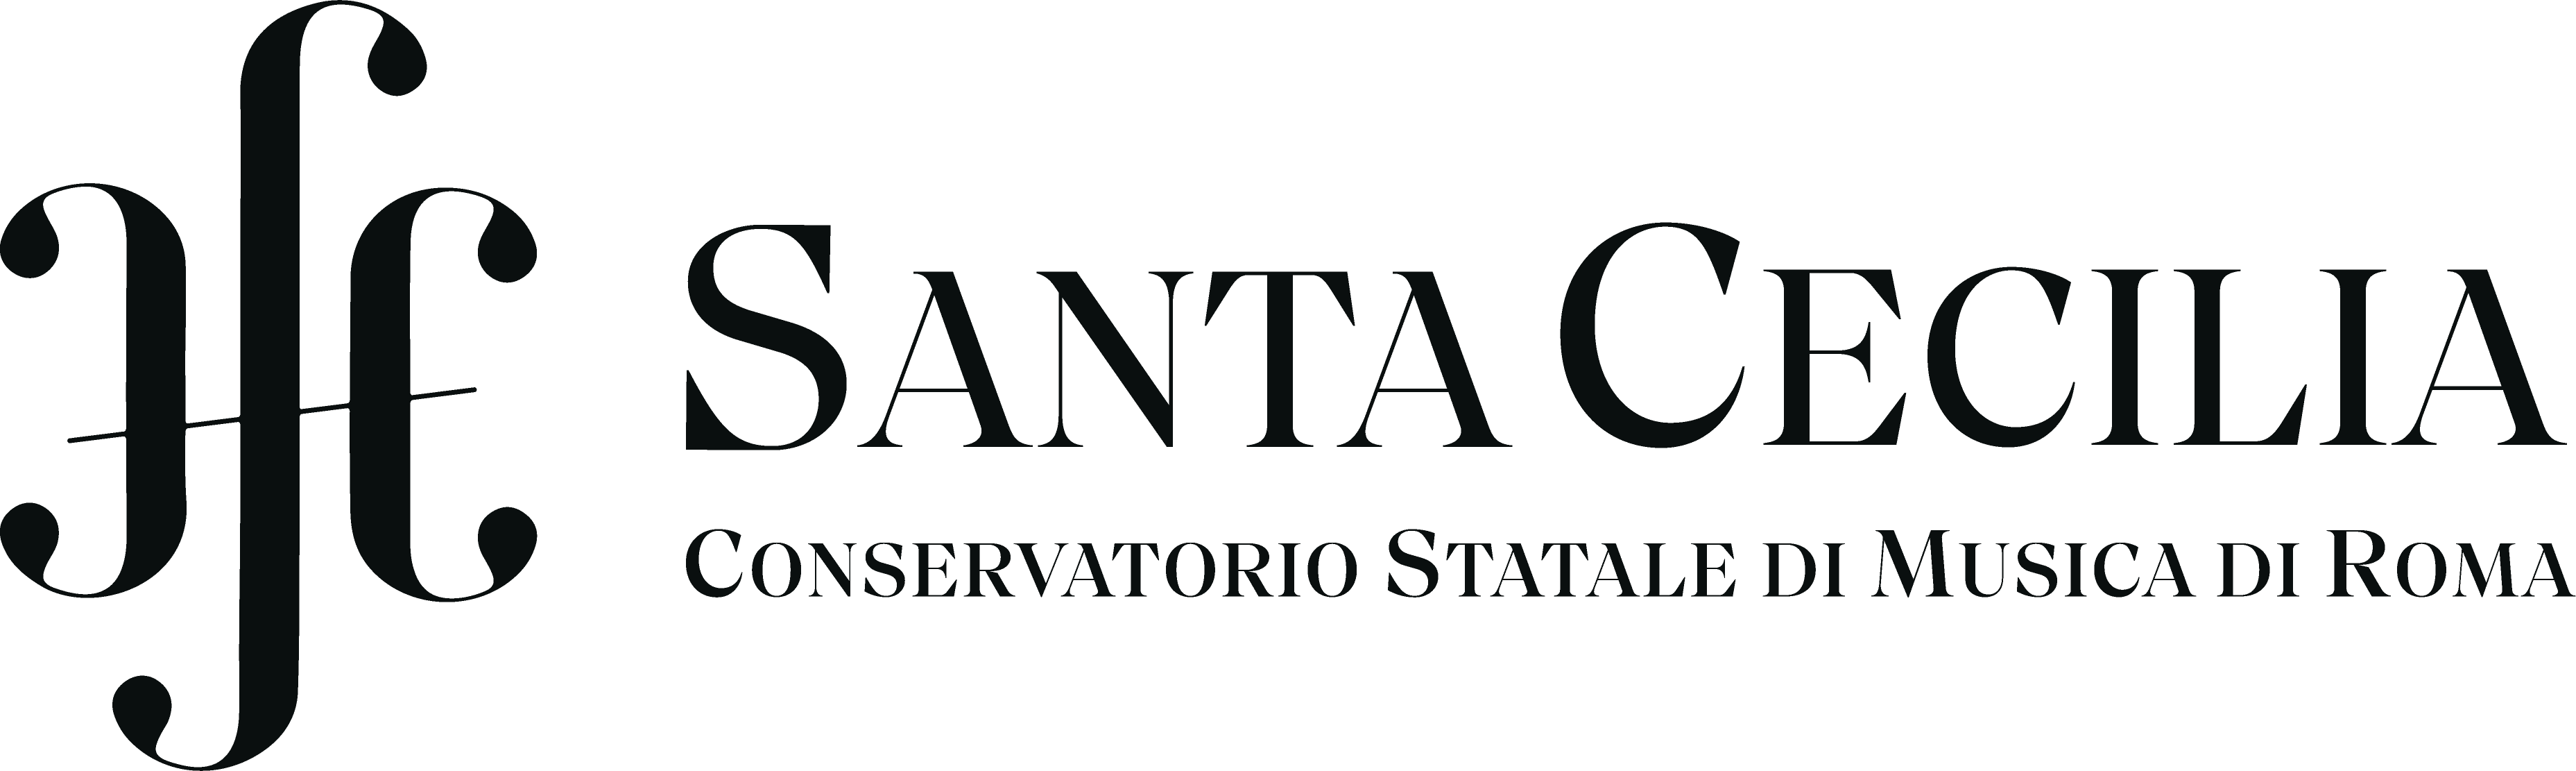 SANTA CECILIA
CONSERVATORIO STATALE DI MUSICA DI ROMA